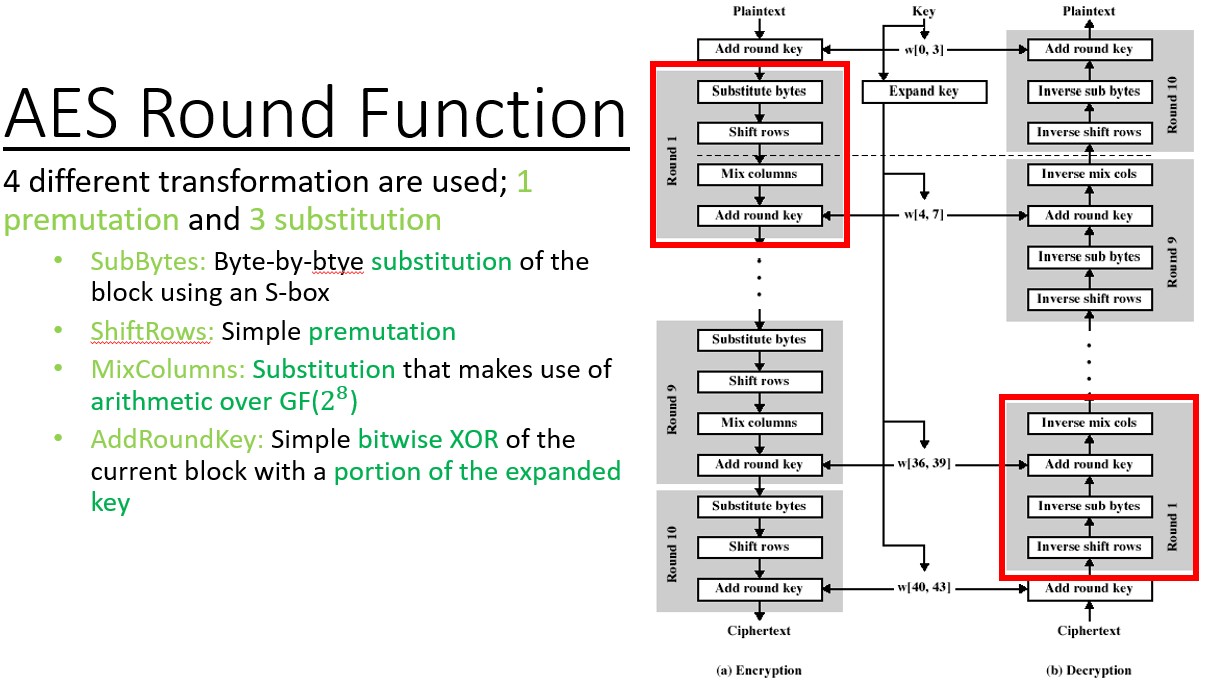 AES Round Function
4 different transformation are used; 1
premutation and 3 substitution
• SubBytes: Byte-by-btye substitution of the
block using an S-box
• ShiftRows: Simple premutation
• MixColumns: Substitution that makes use of
arithmetic over GF(2⁸)
• AddRoundKey: Simple bitwise XOR of the
current block with a portion of the expanded
key
Plaintext
Add round key
Round 1
Substitute bytes
Shift rows
Mix columns
Add round key
Round 9
Substitute bytes
Shift rows
Mix columns
Add round key
Round 10
Substitute bytes
Shift rows
Add round key
Ciphertext
(a) Encryption
Key
w[0, 3]
Expand key
w[4, 7]
w[36, 39]
w[40, 43]
Plaintext
Add round key
Inverse sub bytes
Inverse shift rows
Round 10
Inverse mix cols
Add round key
Inverse sub bytes
Inverse shift rows
Round 9
Inverse mix cols
Add round key
Inverse sub bytes
Inverse shift rows
Round 1
Add round key
Ciphertext
(b) Decryption